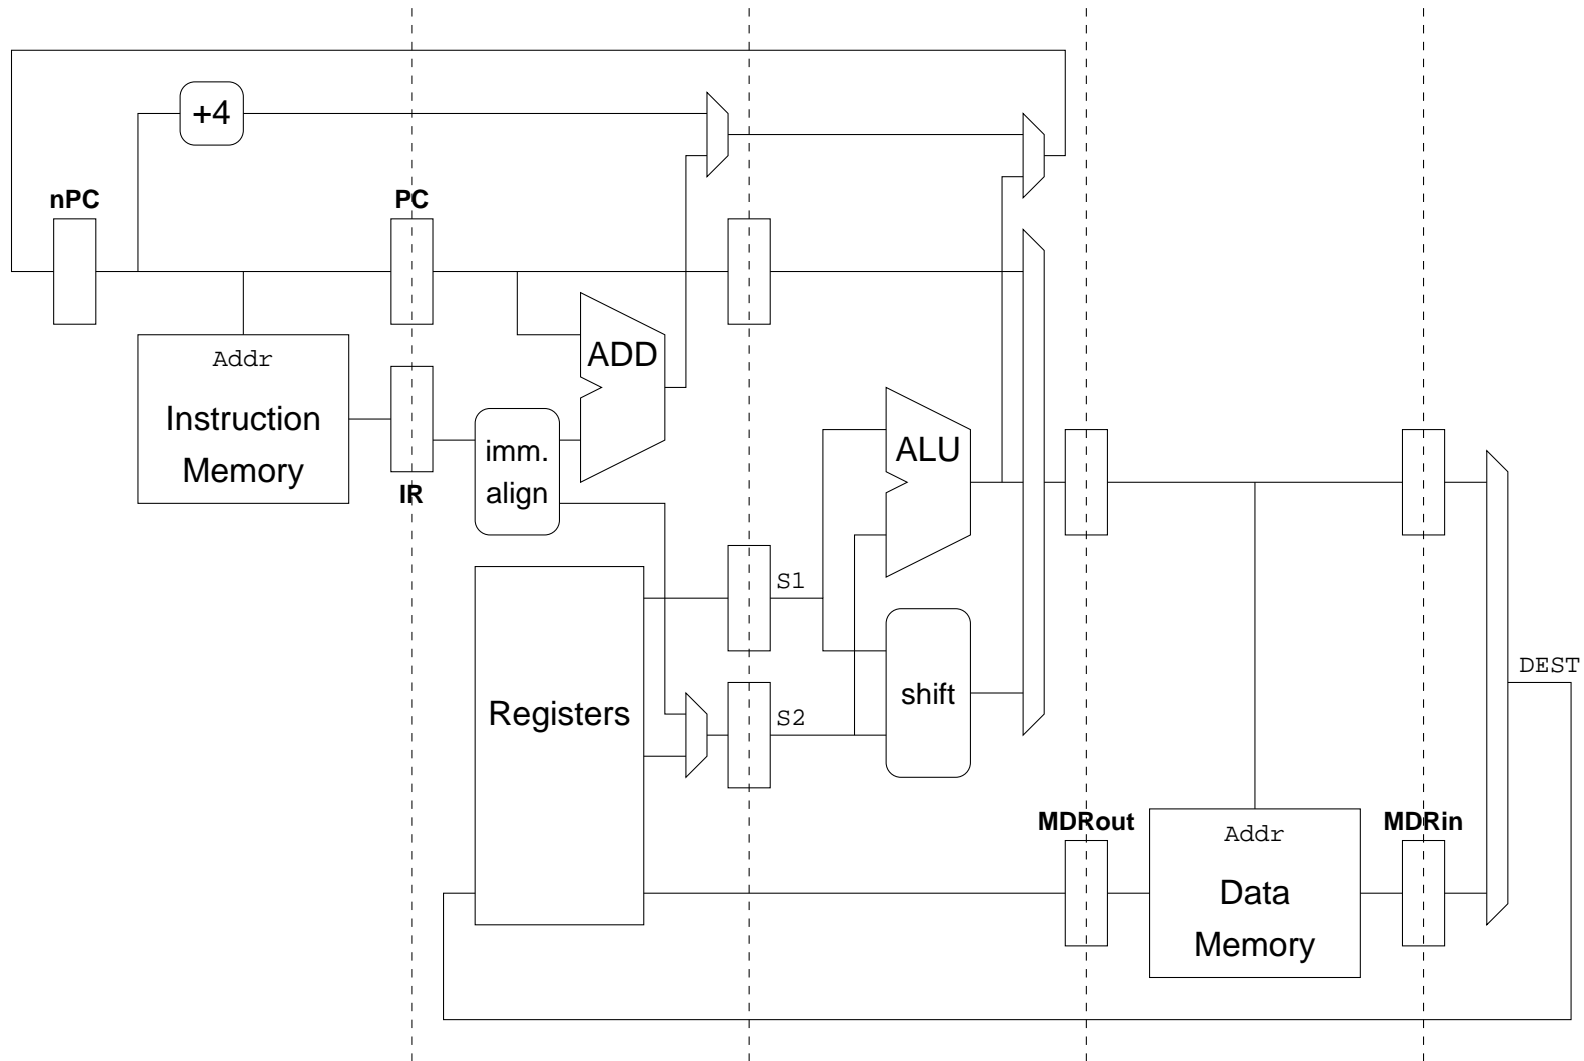 +4
nPC
PC
Addr
Instruction
Memory
IR
ADD
imm.
align
ALU
S1
S2
Registers
shift
DEST
MDRout
MDRin
Addr
Data
Memory